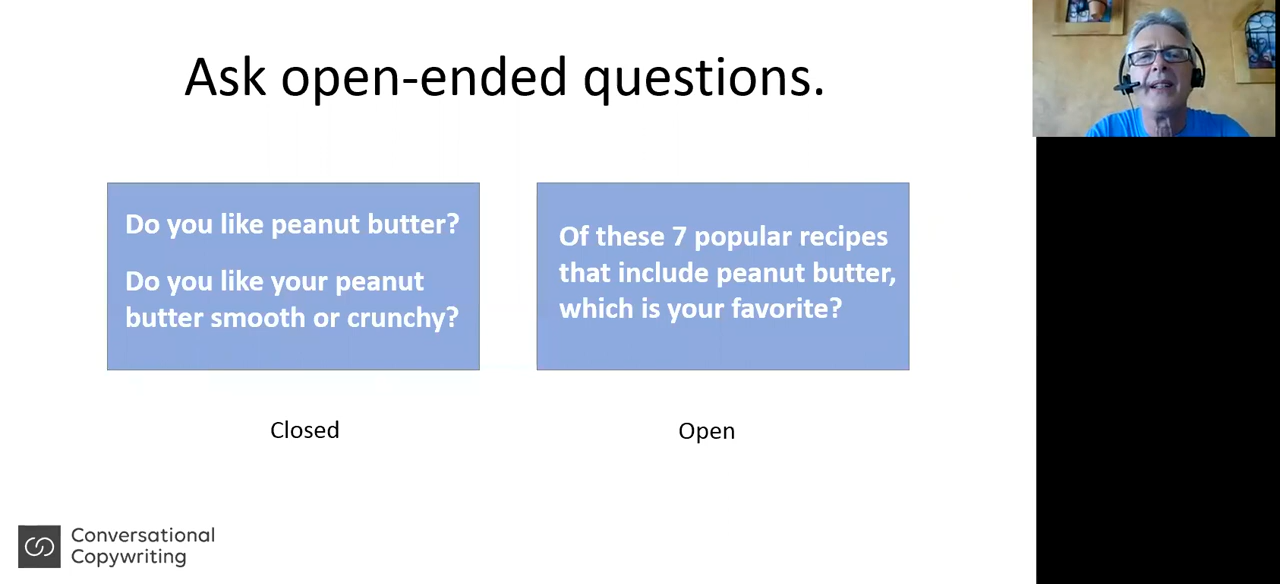 Ask open-ended questions.
Do you like peanut butter?
Do you like your peanut
butter smooth or crunchy?
Of these 7 popular recipes
that include peanut butter,
which is your favorite?
Closed
Open
Conversational
Copywriting